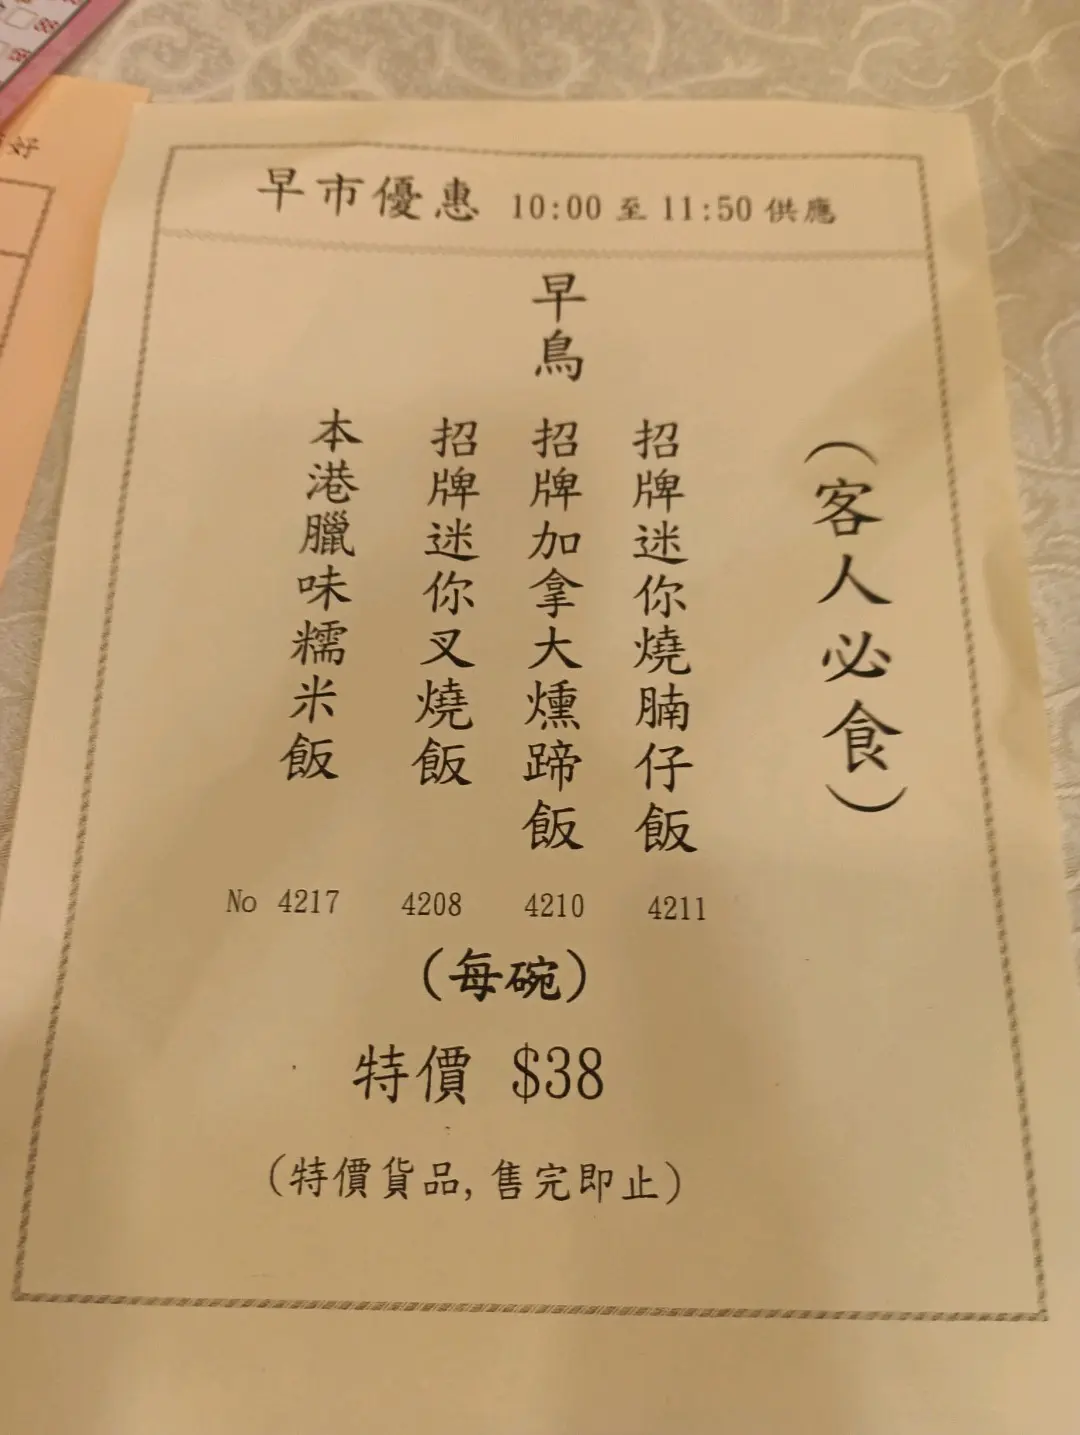 早市優惠 10:00 至 11:50 供應
早鳥
(客人必食)
招牌迷你燒腩仔飯
招牌加拿大燻蹄飯
招牌迷你叉燒飯
本港臘味糯米飯
No 4217 4208 4210 4211
(每碗)
特價 $38
(特價貨品, 售完即止)
好